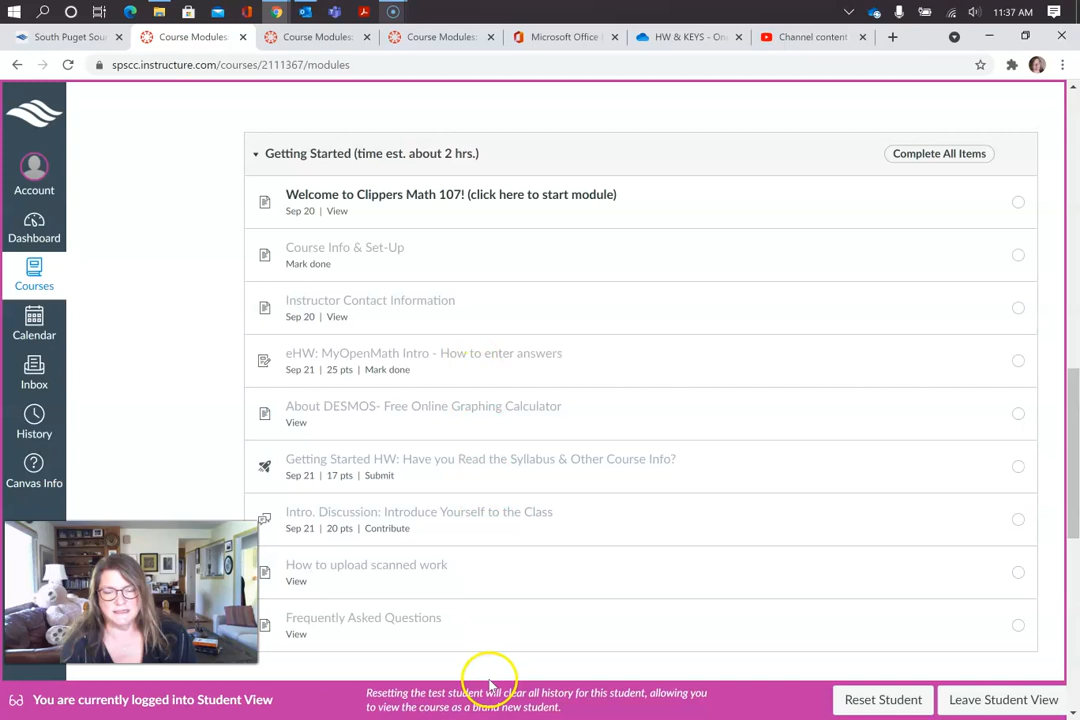 11:37 AM
South Puget Sou
Course Modules:
Course Modules:
Course Modules:
Microsoft Office
HW & KEYS - On
Channel content
spscc.instructure.com/courses/2111367/modules
Account
Dashboard
Courses
Calendar
Inbox
History
Canvas Info
Getting Started (time est. about 2 hrs.)
Complete All Items
Welcome to Clippers Math 107! (click here to start module)
Sep 20 | View
Course Info & Set-Up
Mark done
Instructor Contact Information
Sep 20 | View
eHW: MyOpenMath Intro - How to enter answers
Sep 21 | 25 pts | Mark done
About DESMOS- Free Online Graphing Calculator
View
Getting Started HW: Have you Read the Syllabus & Other Course Info?
Sep 21 | 17 pts | Submit
Intro. Discussion: Introduce Yourself to the Class
Sep 21 | 20 pts | Contribute
How to upload scanned work
View
Frequently Asked Questions
View
You are currently logged into Student View
Resetting the test student will clear all history for this student, allowing you
to view the course as a brand new student.
Reset Student
Leave Student View